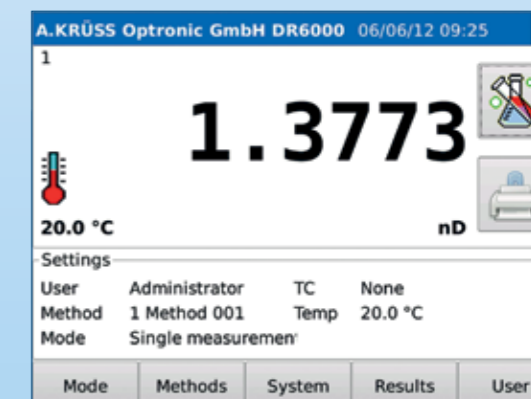 A.KRÜSS Optronic GmbH DR6000 06/06/12 09:25
1
1.3773
20.0 °C nD
Settings
User Administrator TC None
Method 1 Method 001 Temp 20.0 °C
Mode Single measuremen
Mode Methods System Results User